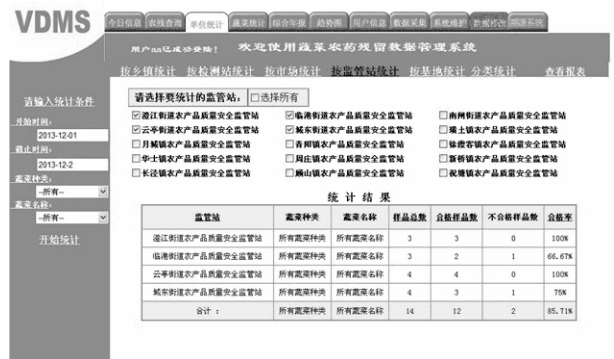 VDMS
今日信息 农残查询 单位统计 蔬菜统计 综合年报 趋势图 用户信息 数据采集 系统维护 数据修改 溯源系统
用户aa已成功登陆! 欢迎使用蔬菜农药残留数据管理系统
按乡镇统计 按检测站统计 按市场统计 按监管站统计 按基地统计 分类统计 查看报表
请输入统计条件
开始时间:
2013-12-01
截止时间:
2013-12-2
蔬菜种类:
--所有--
蔬菜名称:
--所有--
开始统计
请选择要统计的监管站: 选择所有
澄江街道农产品质量安全监管站 临港街道农产品质量安全监管站 南闸街道农产品质量安全监管站
云亭街道农产品质量安全监管站 城东街道农产品质量安全监管站 璜土镇农产品质量安全监管站
月城镇农产品质量安全监管站 青阳镇农产品质量安全监管站 徐霞客镇农产品质量安全监管站
华士镇农产品质量安全监管站 周庄镇农产品质量安全监管站 新桥镇农产品质量安全监管站
长泾镇农产品质量安全监管站 顾山镇农产品质量安全监管站 祝塘镇农产品质量安全监管站
统计结果
监管站 蔬菜种类 蔬菜名称 样品总数 合格样品数 不合格样品数 合格率
澄江街道农产品质量安全监管站 所有蔬菜种类 所有蔬菜名称 3 3 0 100%
临港街道农产品质量安全监管站 所有蔬菜种类 所有蔬菜名称 3 2 1 66.67%
云亭街道农产品质量安全监管站 所有蔬菜种类 所有蔬菜名称 4 4 0 100%
城东街道农产品质量安全监管站 所有蔬菜种类 所有蔬菜名称 4 3 1 75%
合计 : 所有蔬菜种类 所有蔬菜名称 14 12 2 85.71%